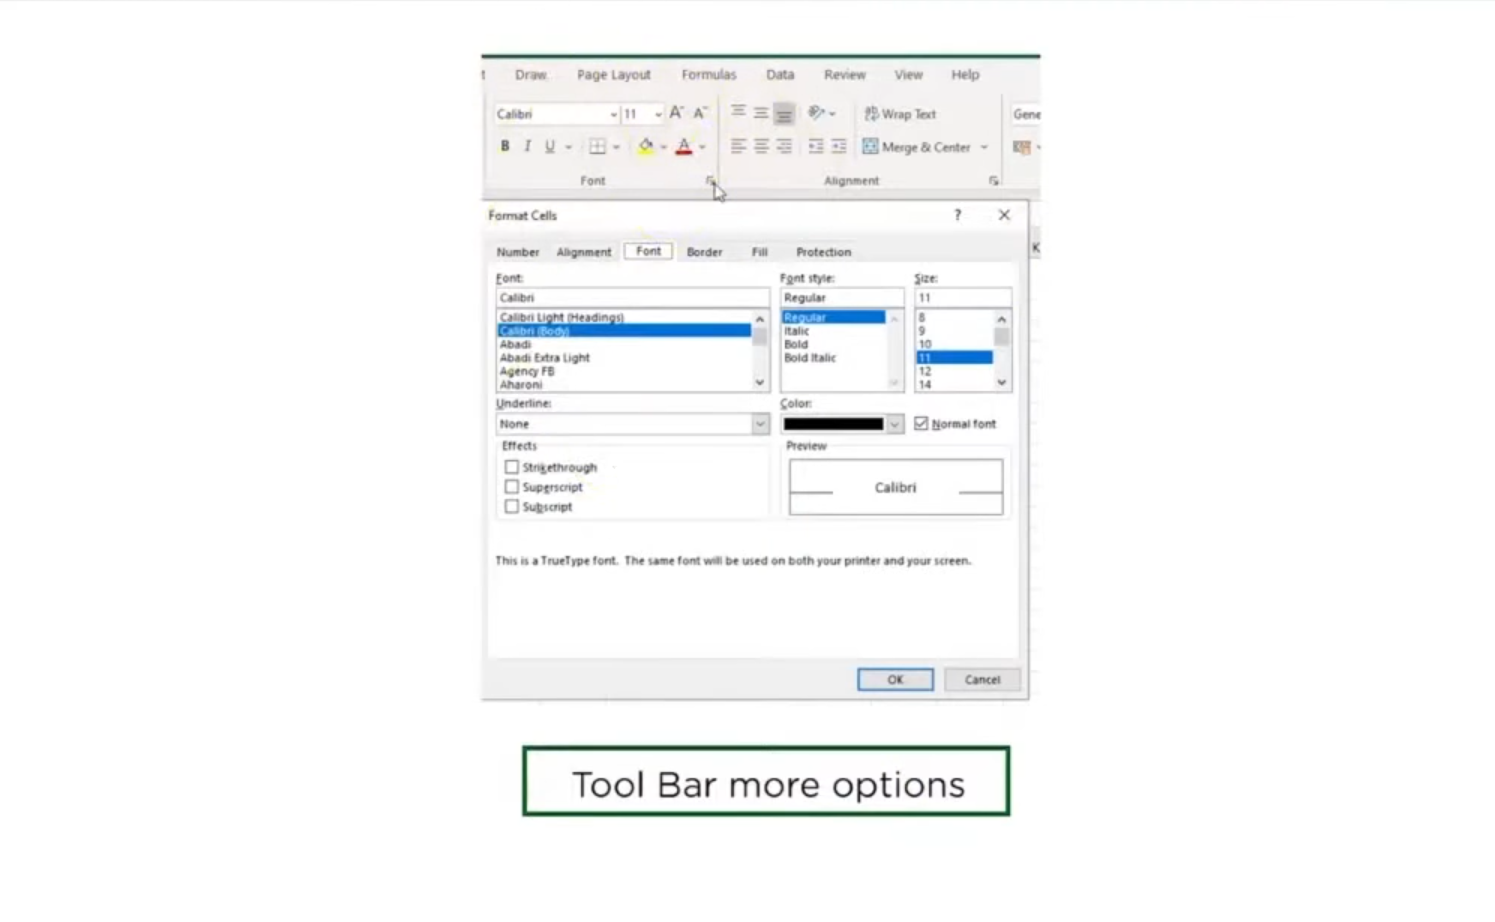 t Draw Page Layout Formulas Data Review View Help
Calibri 11 A A Wrap Text Gene
B I U A Merge & Center
Font Alignment
Format Cells ?
K
Number Alignment Font Border Fill Protection
Font: Font style: Size:
Calibri Regular 11
Calibri Light (Headings) Regular 8
Calibri (Body) Italic 9
Abadi Bold 10
Abadi Extra Light Bold Italic 11
Agency FB 12
Aharoni 14
Underline: Color:
None Normal font
Effects Preview
Strikethrough
Superscript Calibri
Subscript
This is a TrueType font. The same font will be used on both your printer and your screen.
OK Cancel
Tool Bar more options